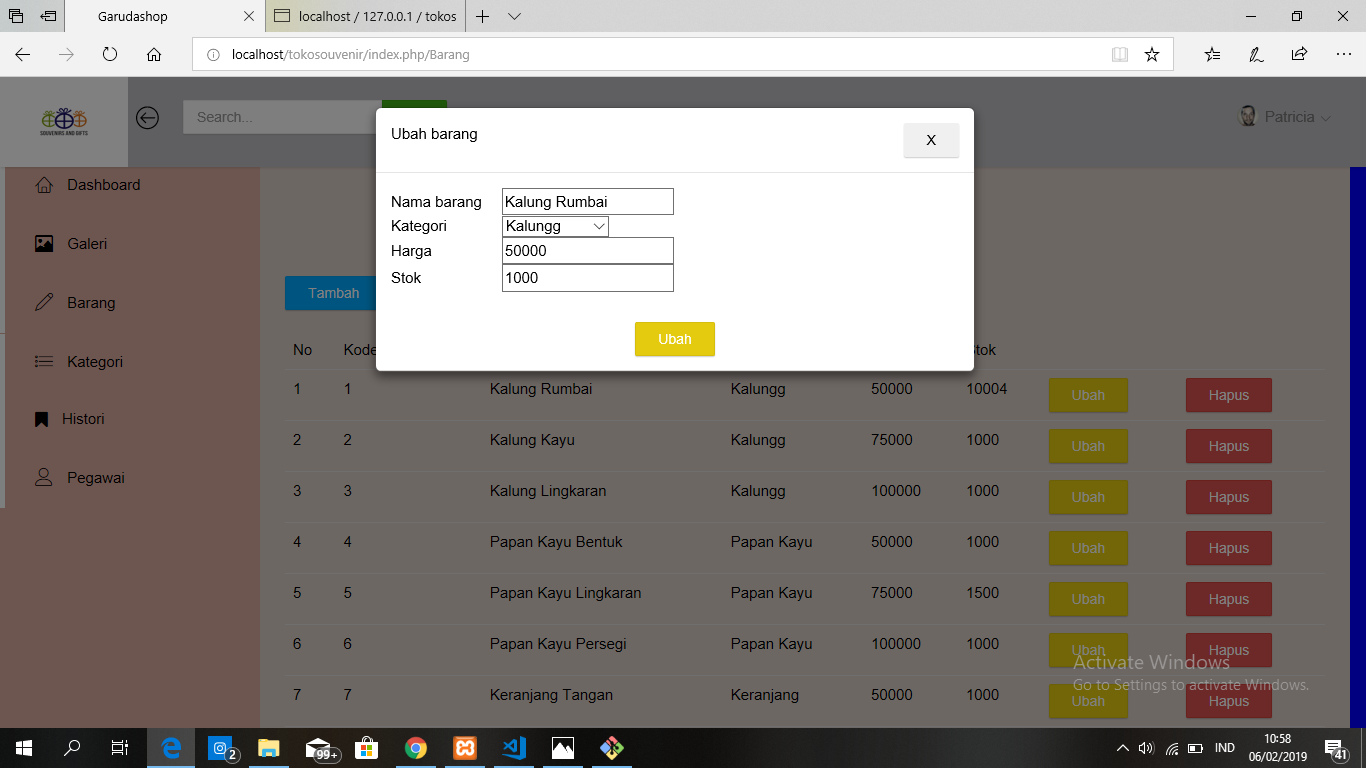 Garudashop
localhost / 127.0.0.1 / tokos
localhost/tokosouvenir/index.php/Barang
SOUVENIRS AND GIFTS
Search...
Patricia
Ubah barang
X
Nama barang Kalung Rumbai
Kategori Kalungg
Harga 50000
Stok 1000
Ubah
Dashboard
Galeri
Barang
Kategori
Histori
Pegawai
Tambah
No Kode tok
1 1 Kalung Rumbai Kalungg 50000 10004 Ubah Hapus
2 2 Kalung Kayu Kalungg 75000 1000 Ubah Hapus
3 3 Kalung Lingkaran Kalungg 100000 1000 Ubah Hapus
4 4 Papan Kayu Bentuk Papan Kayu 50000 1000 Ubah Hapus
5 5 Papan Kayu Lingkaran Papan Kayu 75000 1500 Ubah Hapus
6 6 Papan Kayu Persegi Papan Kayu 100000 1000 Ubah Hapus
7 7 Keranjang Tangan Keranjang 50000 1000 Ubah Hapus
Activate Windows
Go to Settings to activate Windows.
2
99+
IND
10:58
06/02/2019
41